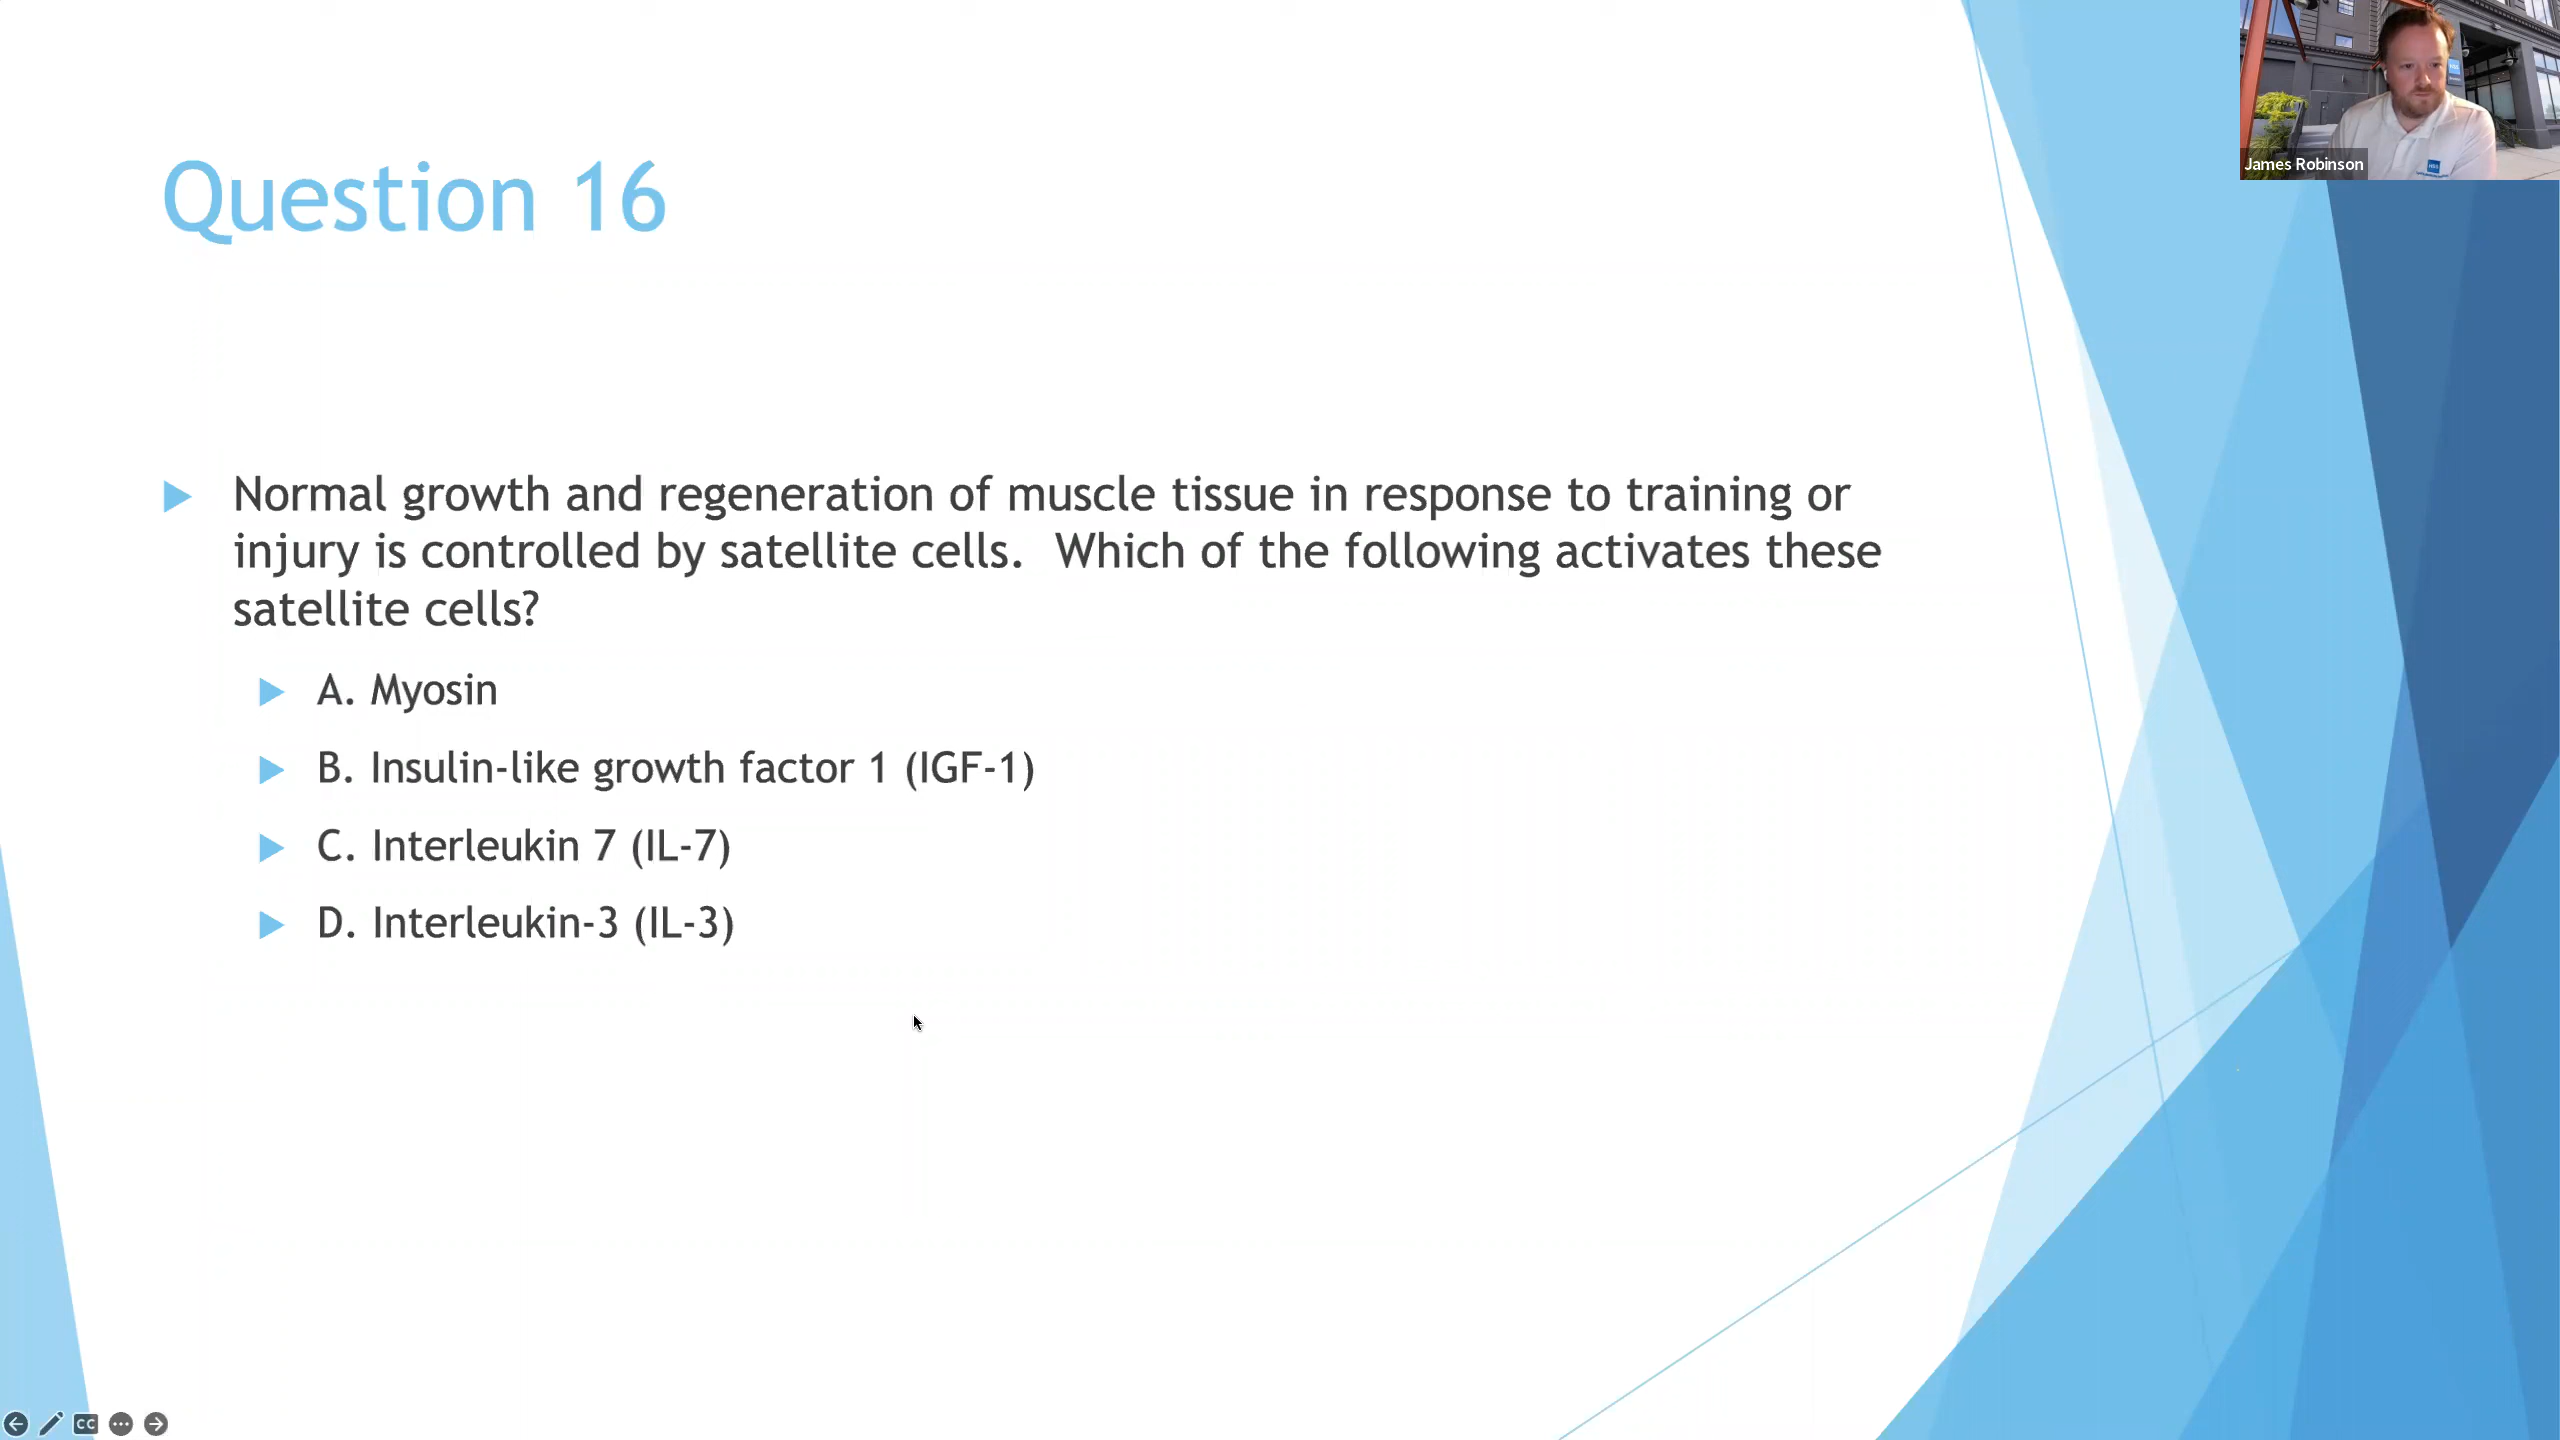 James Robinson
Question 16
Normal growth and regeneration of muscle tissue in response to training or
injury is controlled by satellite cells.  Which of the following activates these
satellite cells?
A. Myosin
B. Insulin-like growth factor 1 (IGF-1)
C. Interleukin 7 (IL-7)
D. Interleukin-3 (IL-3)
CC